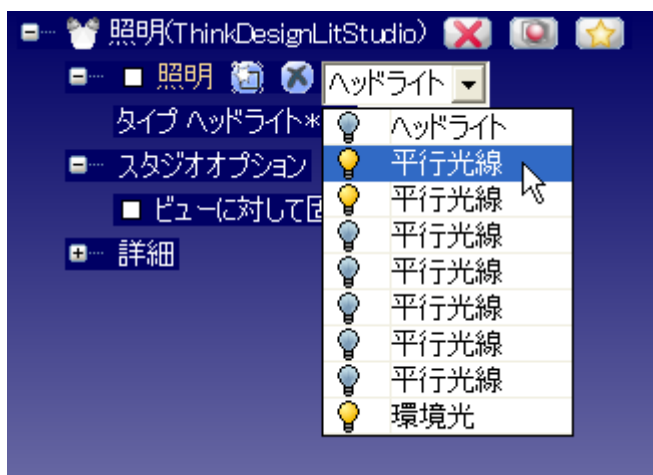 照明(ThinkDesignLitStudio)
照明 ヘッドライト
タイプ ヘッドライト*
スタジオオプション
ビューに対して
詳細
ヘッドライト
平行光線
平行光線
平行光線
平行光線
平行光線
平行光線
平行光線
環境光